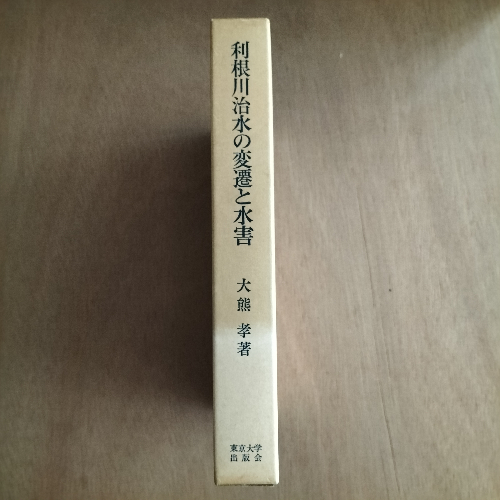 利根川治水の変遷と水害
大熊 孝著
東京大学
出版会